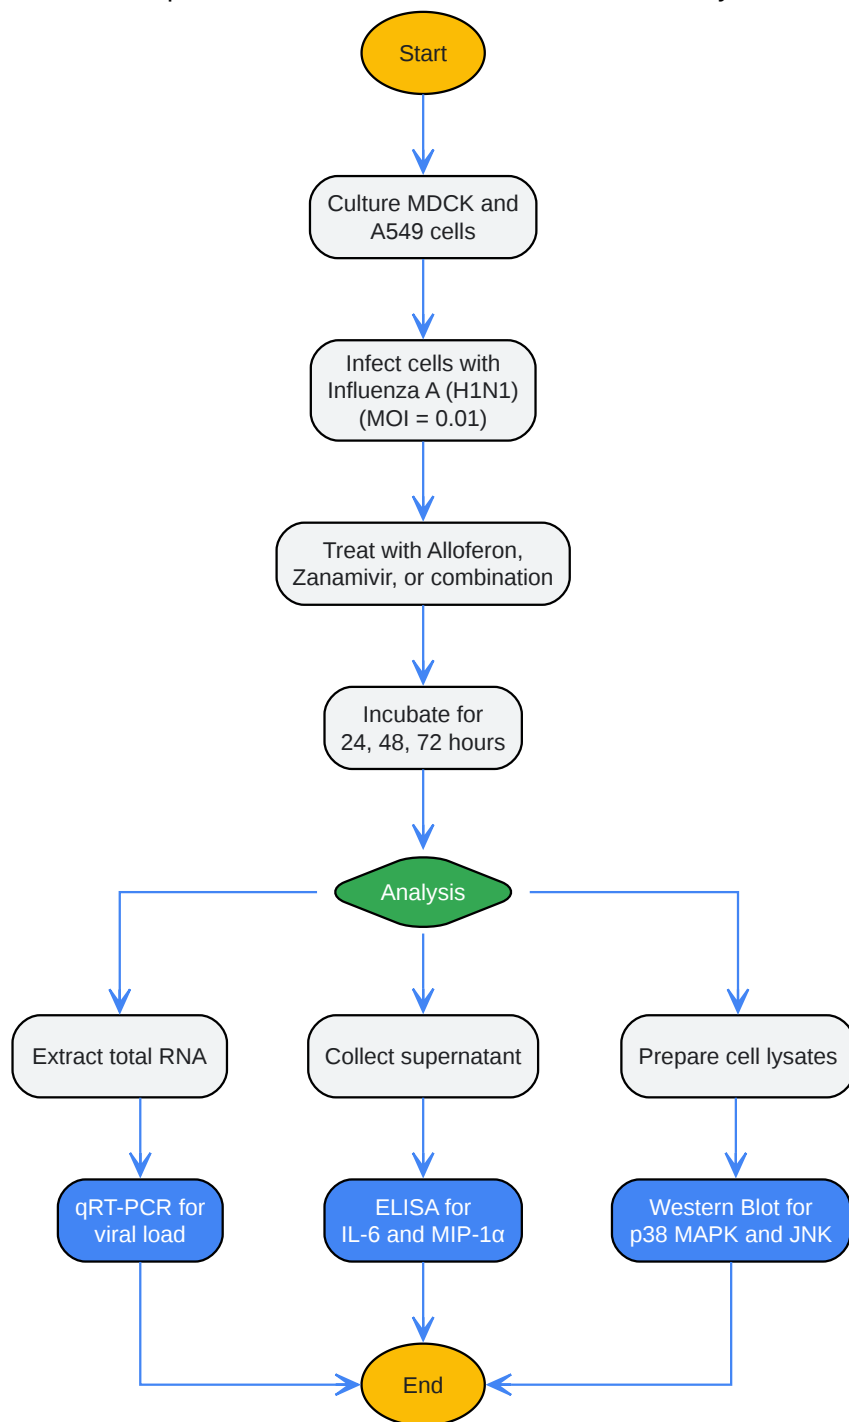 Start
Culture MDCK and
A549 cells
Infect cells with
Influenza A (H1N1)
(MOI = 0.01)
Treat with Alloferon,
Zanamivir, or combination
Incubate for
24, 48, 72 hours
Analysis
Extract total RNA
Collect supernatant
Prepare cell lysates
qRT-PCR for
viral load
ELISA for
IL-6 and MIP-1α
Western Blot for
p38 MAPK and JNK
End